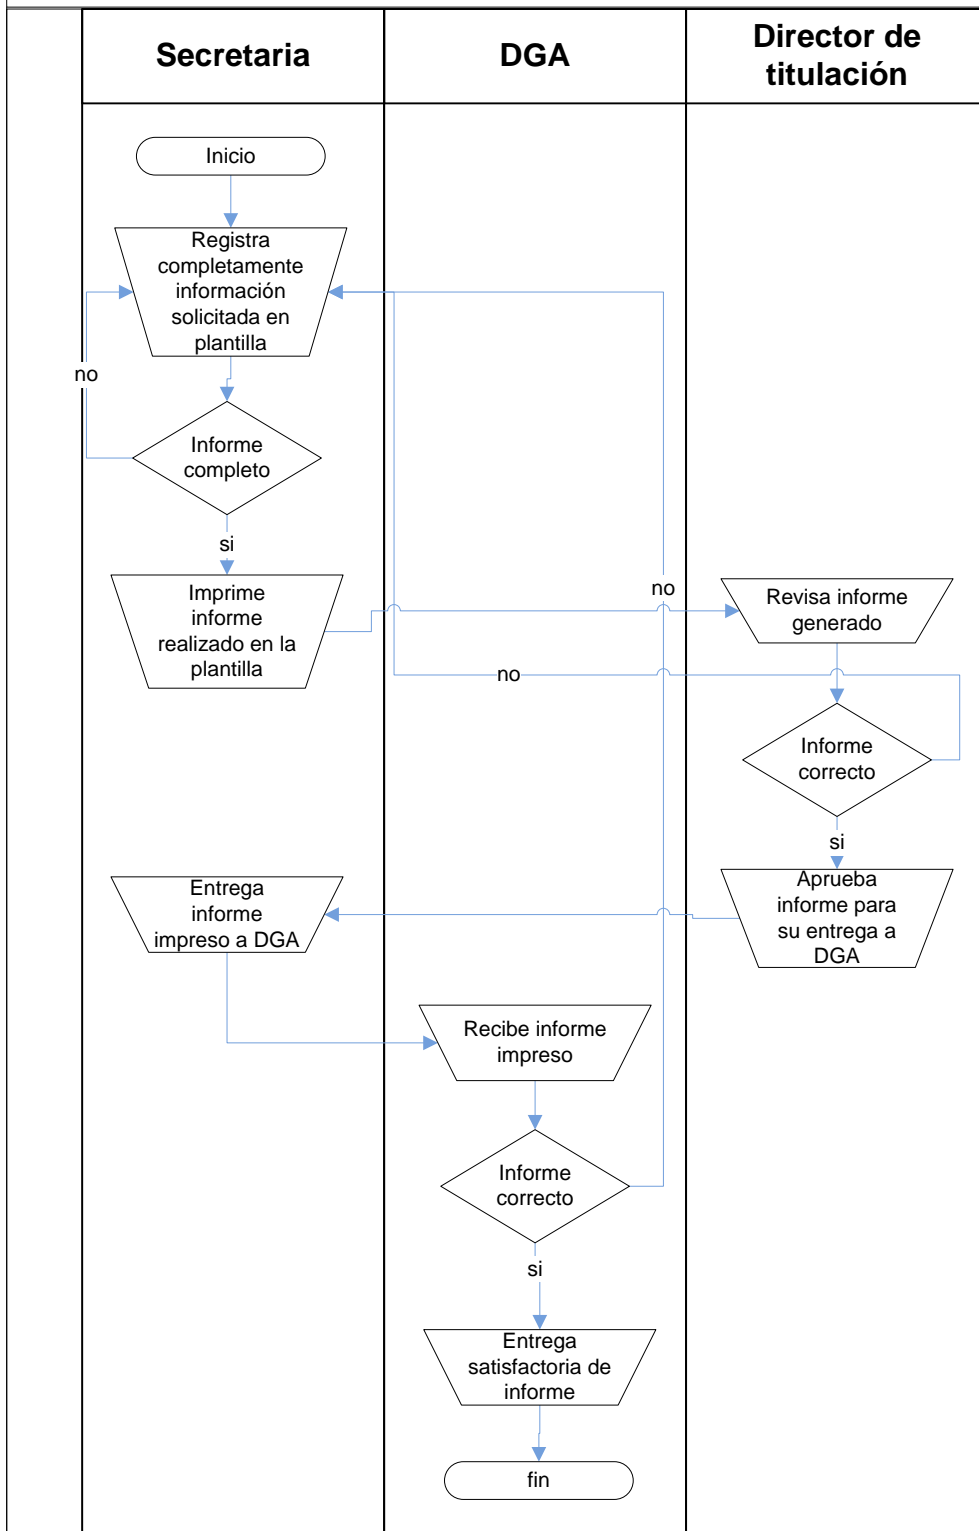 Secretaria
DGA
Director de
titulación
Inicio
Registra
completamente
información
solicitada en
plantilla
no
Informe
completo
si
Imprime
informe
realizado en la
plantilla
no
Revisa informe
generado
no
Informe
correcto
si
Entrega
informe
impreso a DGA
Aprueba
informe para
su entrega a
DGA
Recibe informe
impreso
Informe
correcto
si
Entrega
satisfactoria de
informe
fin